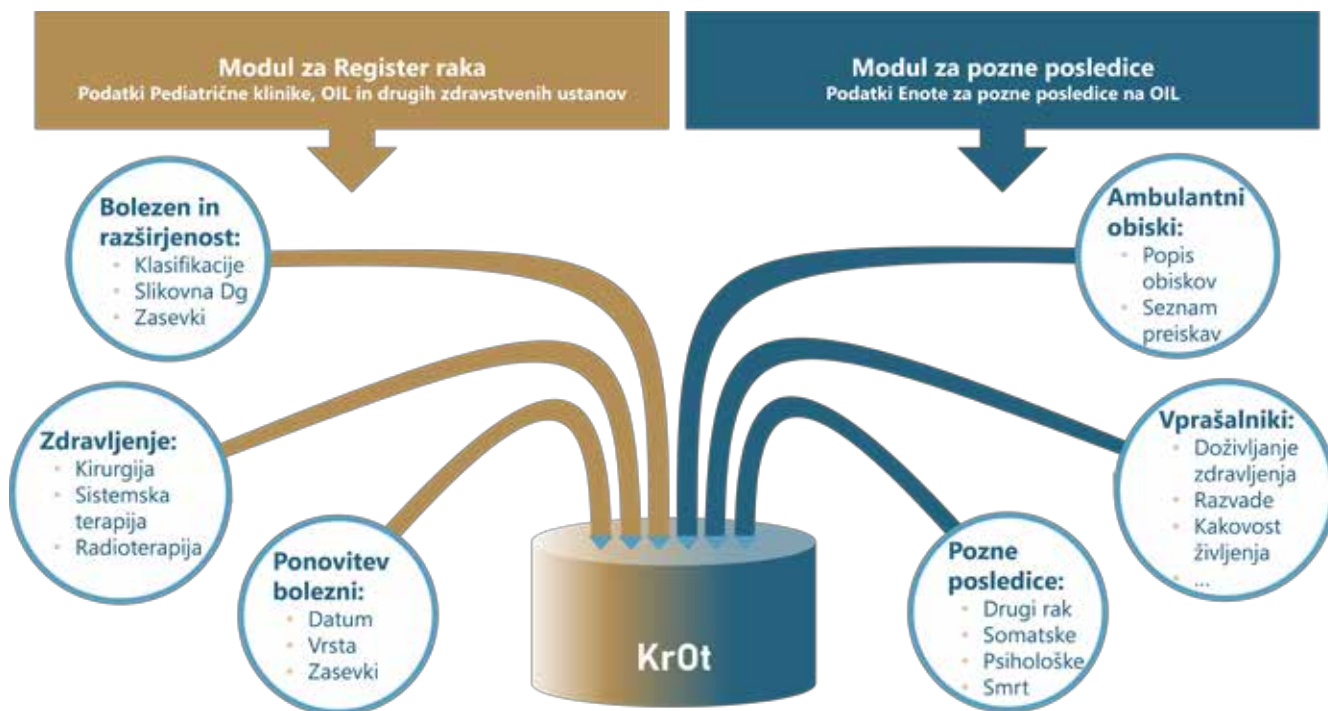 Modul za Register raka
Podatki Pediatrične klinike, OIL in drugih zdravstvenih ustanov
Modul za pozne posledice
Podatki Enote za pozne posledice na OIL
Bolezen in
razširjenost:
• Klasifikacije
• Slikovna Dg
• Zasevki
Zdravljenje:
• Kirurgija
• Sistemska
terapija
• Radioterapija
Ponovitev
bolezni:
• Datum
• Vrsta
• Zasevki
Ambulantni
obiski:
• Popis
obiskov
• Seznam
preiskav
Vprašalniki:
• Doživljanje
zdravljenja
• Razvade
• Kakovost
življenja
• ...
Pozne
posledice:
• Drugi rak
• Somatske
• Psihološke
• Smrt
KrOt